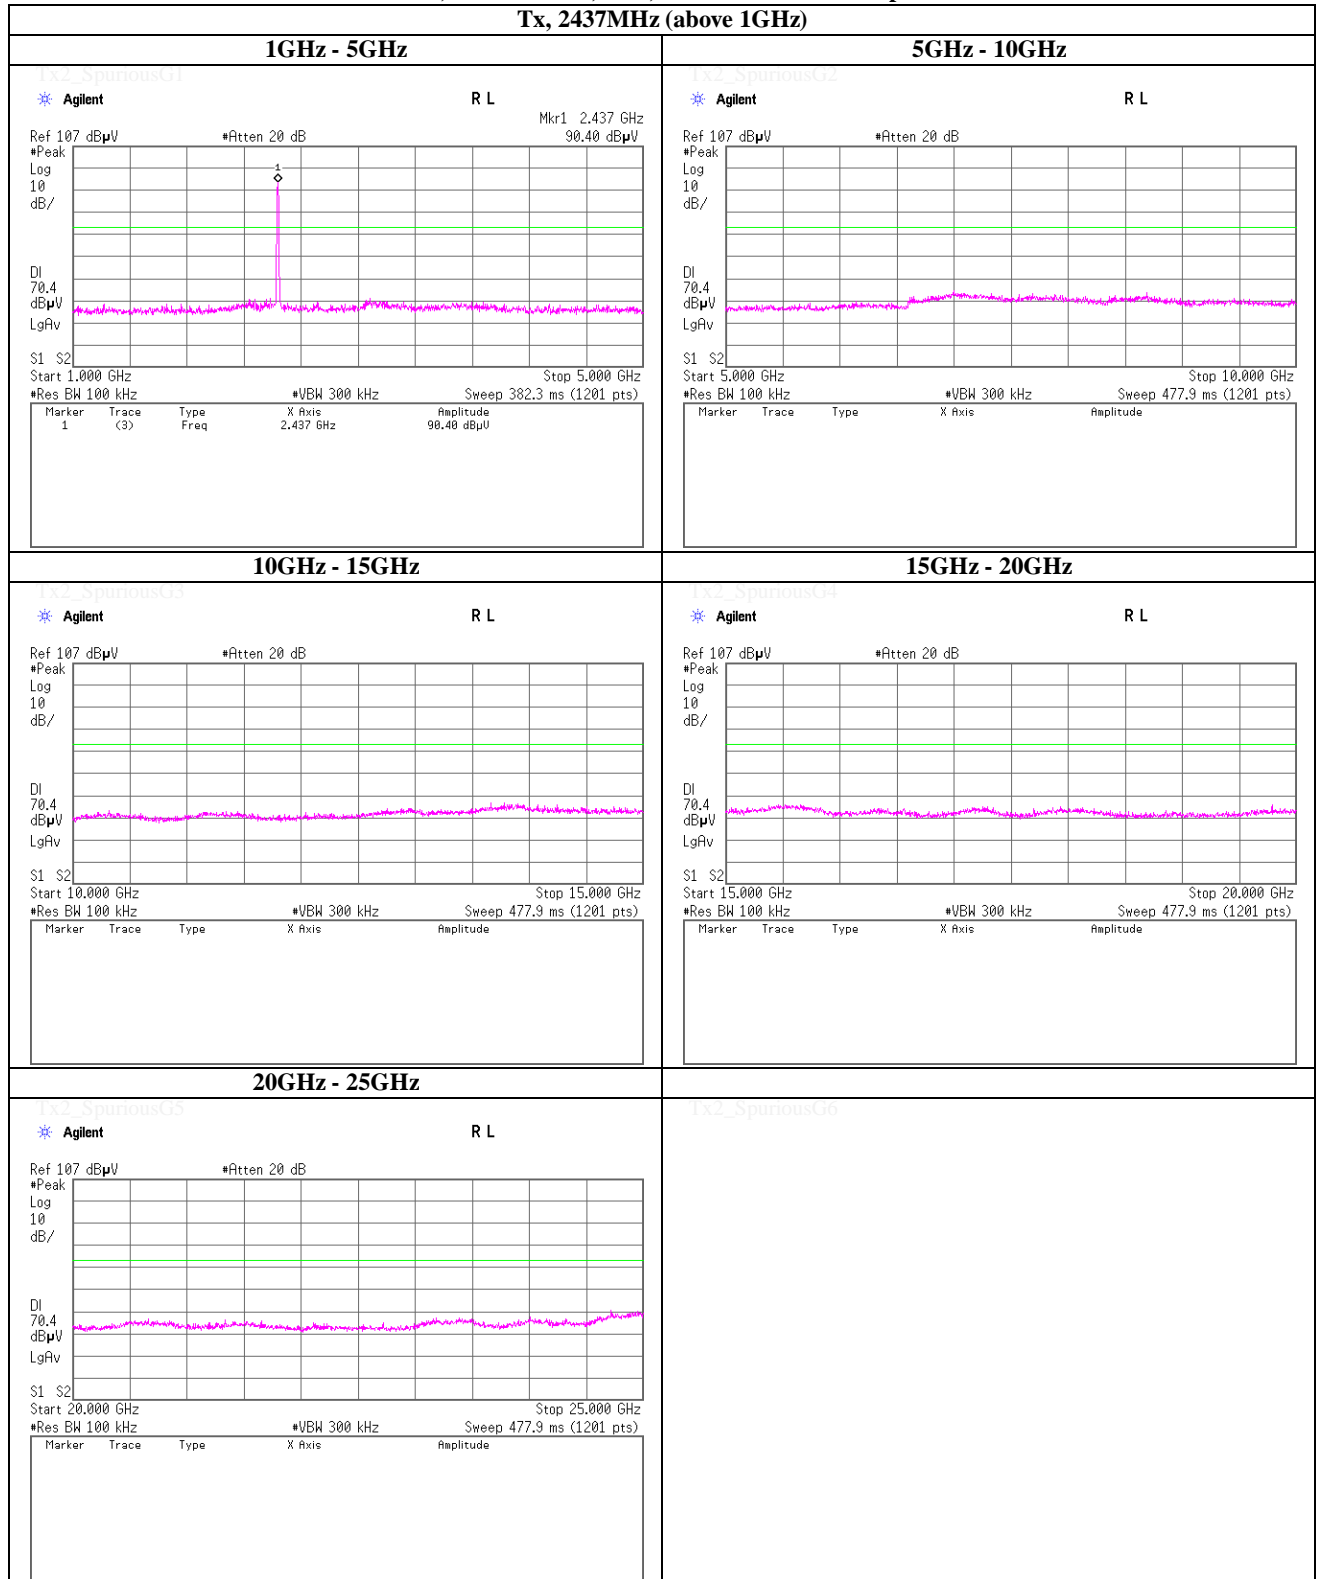 Tx, 2437MHz (above 1GHz)
1GHz - 5GHz
5GHz - 10GHz
Tx2_SpuriousG1
Agilent
R L
Mkr1 2.437 GHz
Ref 107 dBµV
#Atten 20 dB
90.40 dBµV
#Peak
Log
10
dB/
1
DI
70.4
dBµV
LgAv
S1 S2
Start 1.000 GHz
Stop 5.000 GHz
#Res BW 100 kHz
#VBW 300 kHz
Sweep 382.3 ms (1201 pts)
Marker Trace Type X Axis Amplitude
1 (3) Freq 2.437 GHz 90.40 dBµV
Tx2_SpuriousG2
Agilent
R L
Ref 107 dBµV
#Atten 20 dB
#Peak
Log
10
dB/
DI
70.4
dBµV
LgAv
S1 S2
Start 5.000 GHz
Stop 10.000 GHz
#Res BW 100 kHz
#VBW 300 kHz
Sweep 477.9 ms (1201 pts)
Marker Trace Type X Axis Amplitude
10GHz - 15GHz
15GHz - 20GHz
Tx2_SpuriousG3
Agilent
R L
Ref 107 dBµV
#Atten 20 dB
#Peak
Log
10
dB/
DI
70.4
dBµV
LgAv
S1 S2
Start 10.000 GHz
Stop 15.000 GHz
#Res BW 100 kHz
#VBW 300 kHz
Sweep 477.9 ms (1201 pts)
Marker Trace Type X Axis Amplitude
Tx2_SpuriousG4
Agilent
R L
Ref 107 dBµV
#Atten 20 dB
#Peak
Log
10
dB/
DI
70.4
dBµV
LgAv
S1 S2
Start 15.000 GHz
Stop 20.000 GHz
#Res BW 100 kHz
#VBW 300 kHz
Sweep 477.9 ms (1201 pts)
Marker Trace Type X Axis Amplitude
20GHz - 25GHz
Tx2_SpuriousG5
Agilent
R L
Ref 107 dBµV
#Atten 20 dB
#Peak
Log
10
dB/
DI
70.4
dBµV
LgAv
S1 S2
Start 20.000 GHz
Stop 25.000 GHz
#Res BW 100 kHz
#VBW 300 kHz
Sweep 477.9 ms (1201 pts)
Marker Trace Type X Axis Amplitude
Tx2_SpuriousG6